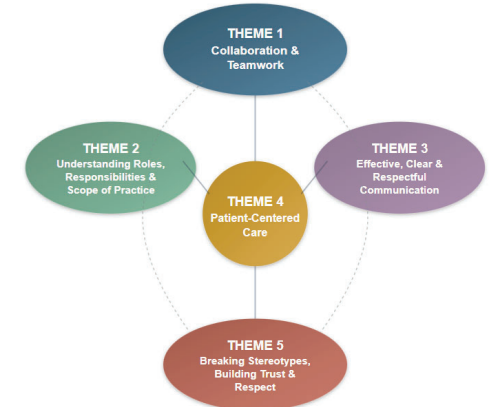 THEME 1
Collaboration &
Teamwork
THEME 2
Understanding Roles,
Responsibilities &
Scope of Practice
THEME 3
Effective, Clear &
Respectful
Communication
THEME 4
Patient-Centered
Care
THEME 5
Breaking Stereotypes,
Building Trust &
Respect